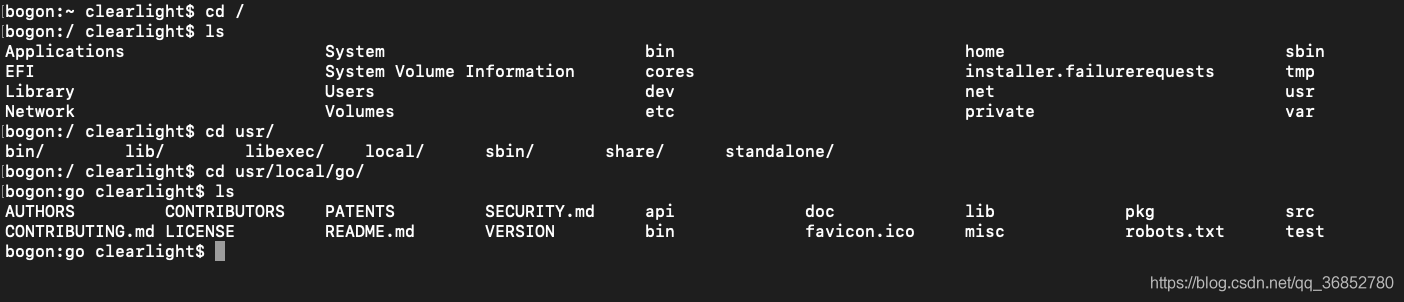 bogon:~ clearlight$ cd /
bogon:/ clearlight$ ls
Applications System bin home sbin
EFI System Volume Information cores installer.failurerequests tmp
Library Users dev net usr
Network Volumes etc private var
bogon:/ clearlight$ cd usr/
bin/ lib/ libexec/ local/ sbin/ share/ standalone/
bogon:/ clearlight$ cd usr/local/go/
bogon:go clearlight$ ls
AUTHORS CONTRIBUTORS PATENTS SECURITY.md api doc lib pkg src
CONTRIBUTING.md LICENSE README.md VERSION bin favicon.ico misc robots.txt test
bogon:go clearlight$
https://blog.csdn.net/qq_36852780